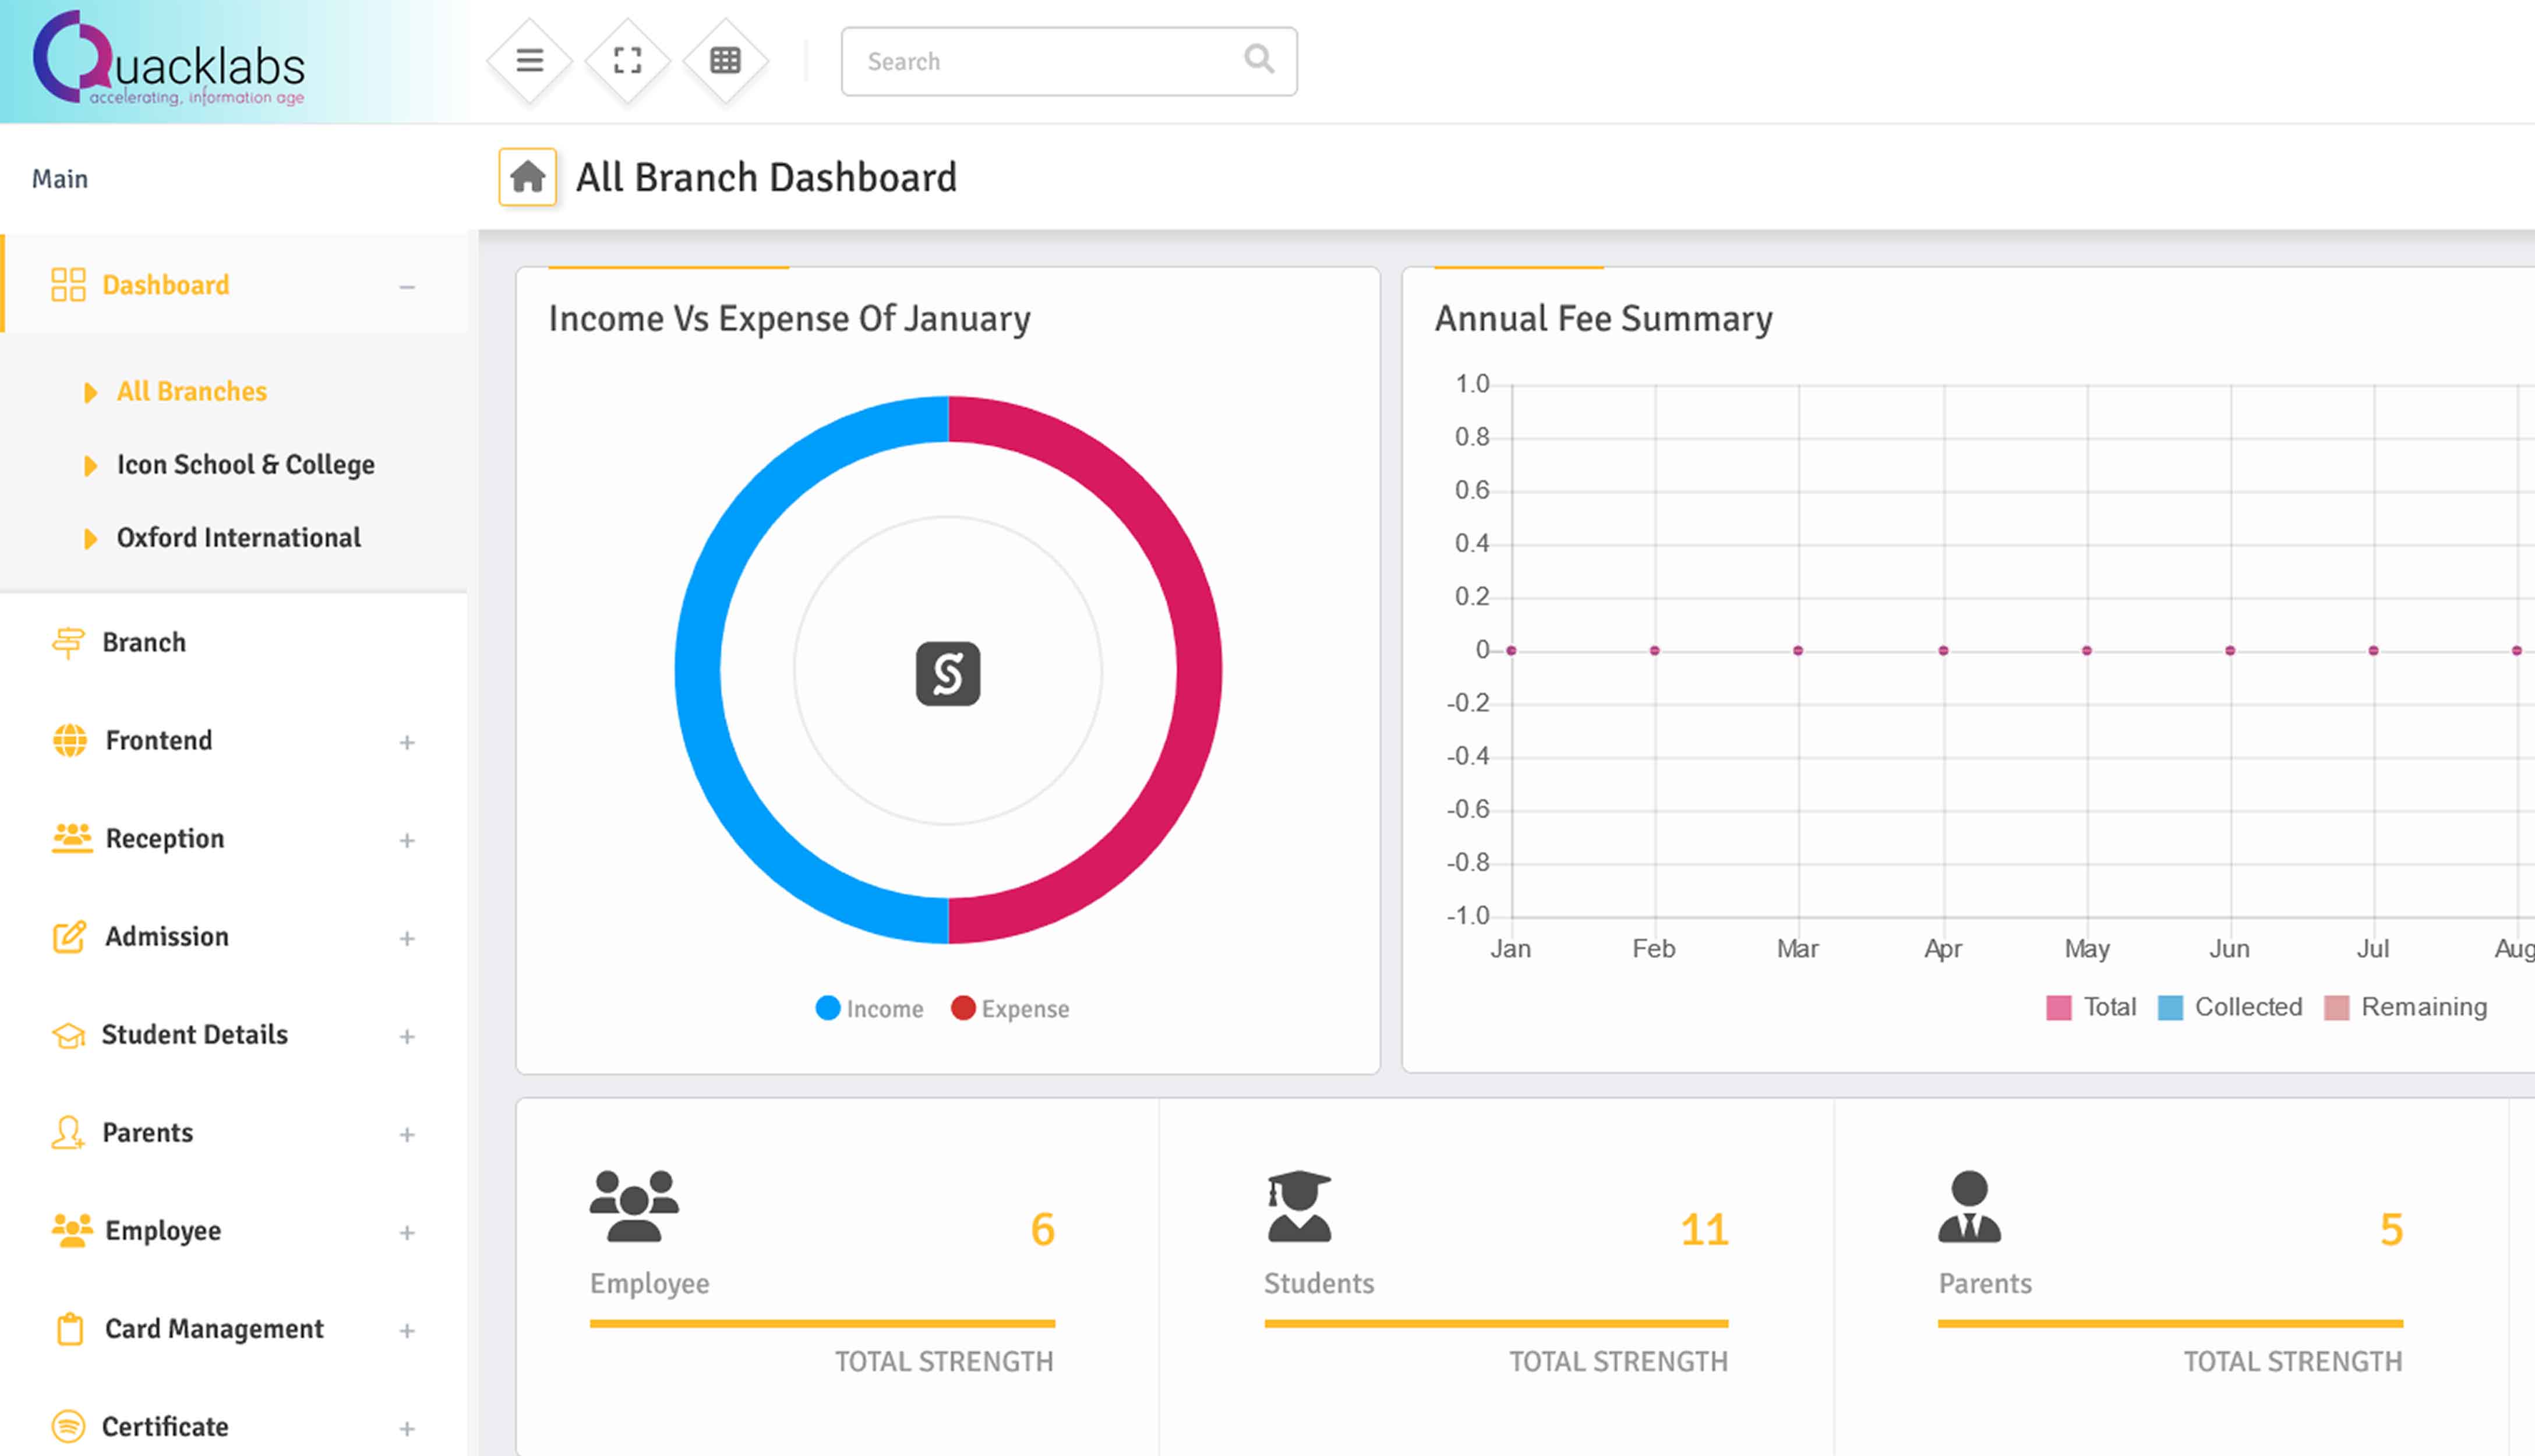 Quacklabs
accelerating, information age
Search
Main
All Branch Dashboard
Dashboard
All Branches
Icon School & College
Oxford International
Branch
Frontend
Reception
Admission
Student Details
Parents
Employee
Card Management
Certificate
Income Vs Expense Of January
Income Expense
Annual Fee Summary
1.0
0.8
0.6
0.4
0.2
0
-0.2
-0.4
-0.6
-0.8
-1.0
Jan Feb Mar Apr May Jun Jul Aug
Total Collected Remaining
6
Employee
TOTAL STRENGTH
11
Students
TOTAL STRENGTH
5
Parents
TOTAL STRENGTH